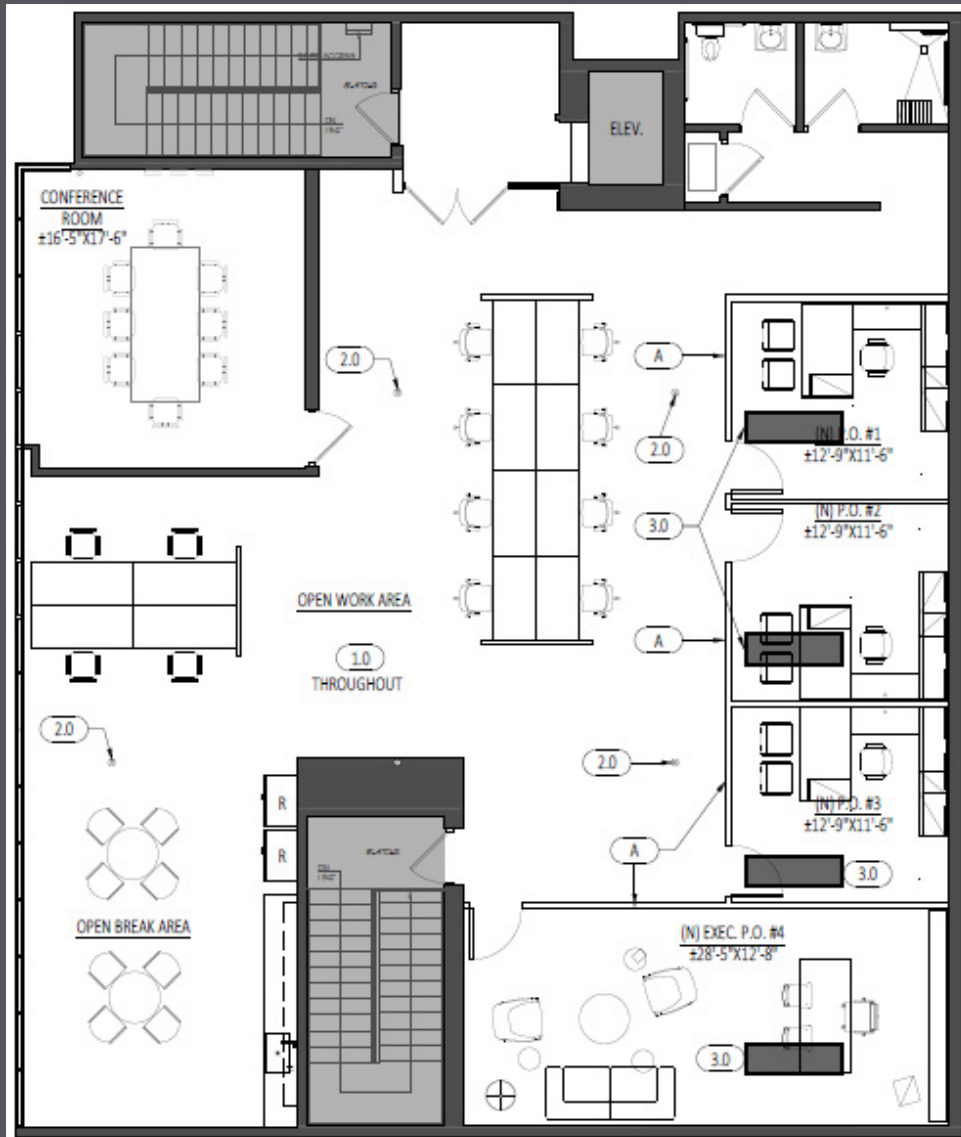 ELEV.
CONFERENCE
ROOM
±16'-5"X17'-6"
2.0
A
2.0
(N) P.O. #1
±12'-9"X11'-6"
3.0
(N) P.O. #2
±12'-9"X11'-6"
OPEN WORK AREA
A
1.0
THROUGHOUT
2.0
2.0
R
(N) P.O. #3
±12'-9"X11'-6"
R
A
3.0
OPEN BREAK AREA
(N) EXEC. P.O. #4
±28'-5"X12'-8"
3.0